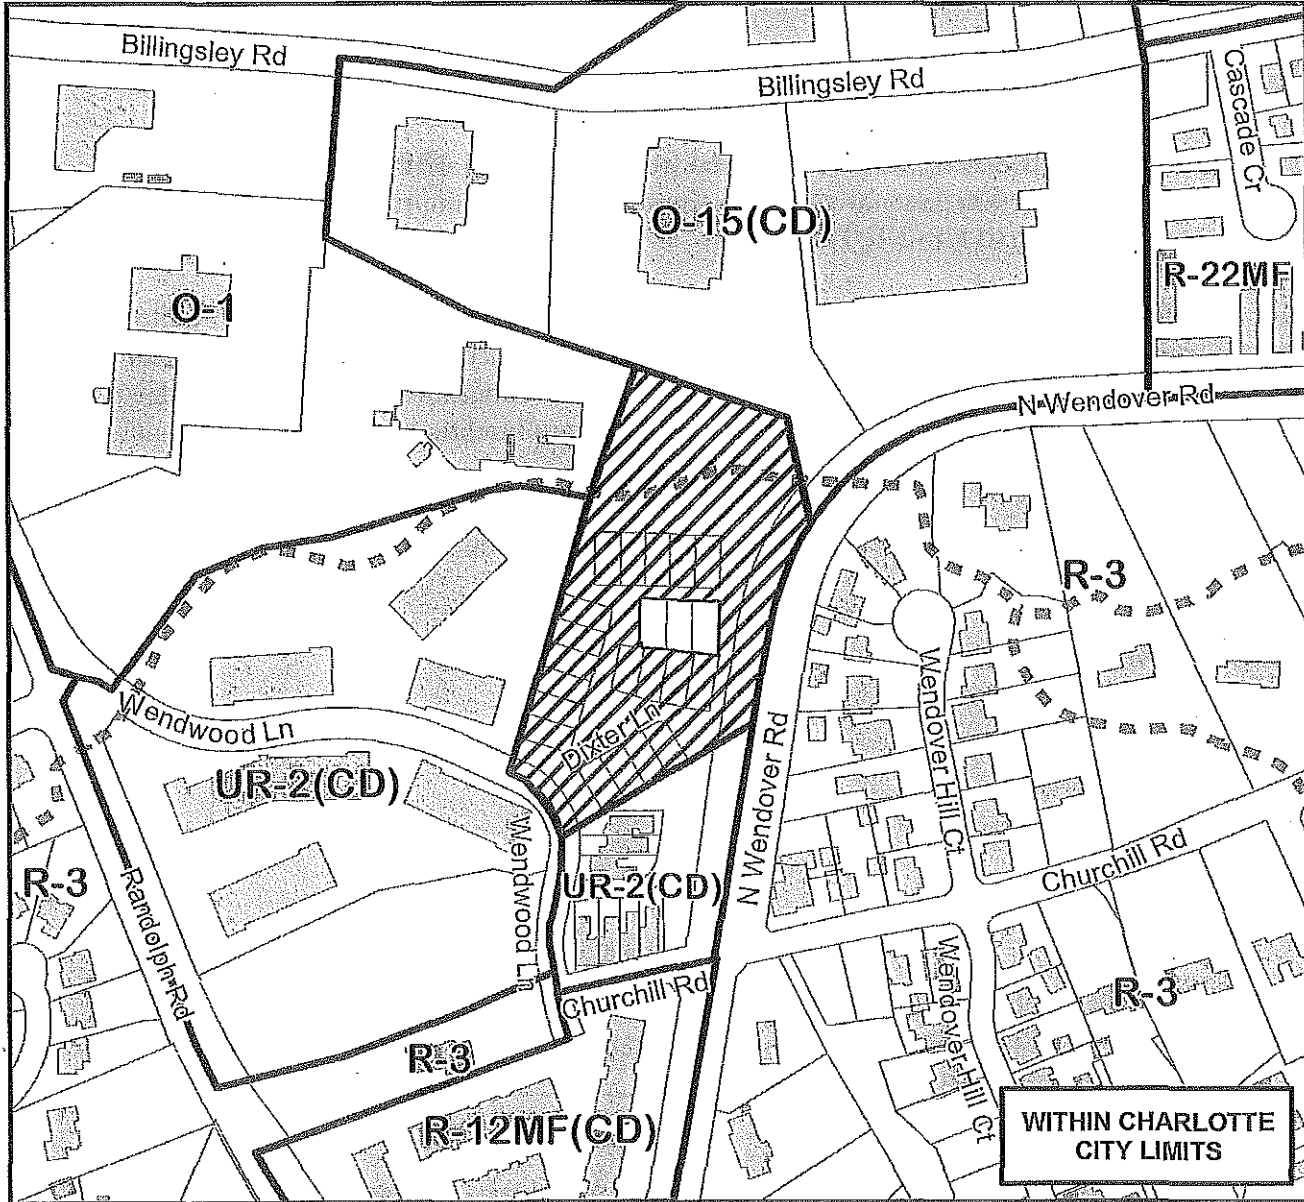 Billingsley Rd
Billingsley Rd
Cascade Cr
O-15(CD)
R-22MF
O-1
N Wendover Rd
R-3
Wendwood Ln
Dixter Ln
Wendover Hill Ct
N Wendover Rd
UR-2(CD)
Churchill Rd
R-3
Randolph Rd
Wendwood Ln
UR-2(CD)
Wendover Hill Ct
R-3
Churchill Rd
R-3
R-12MF(CD)
WITHIN CHARLOTTE
CITY LIMITS